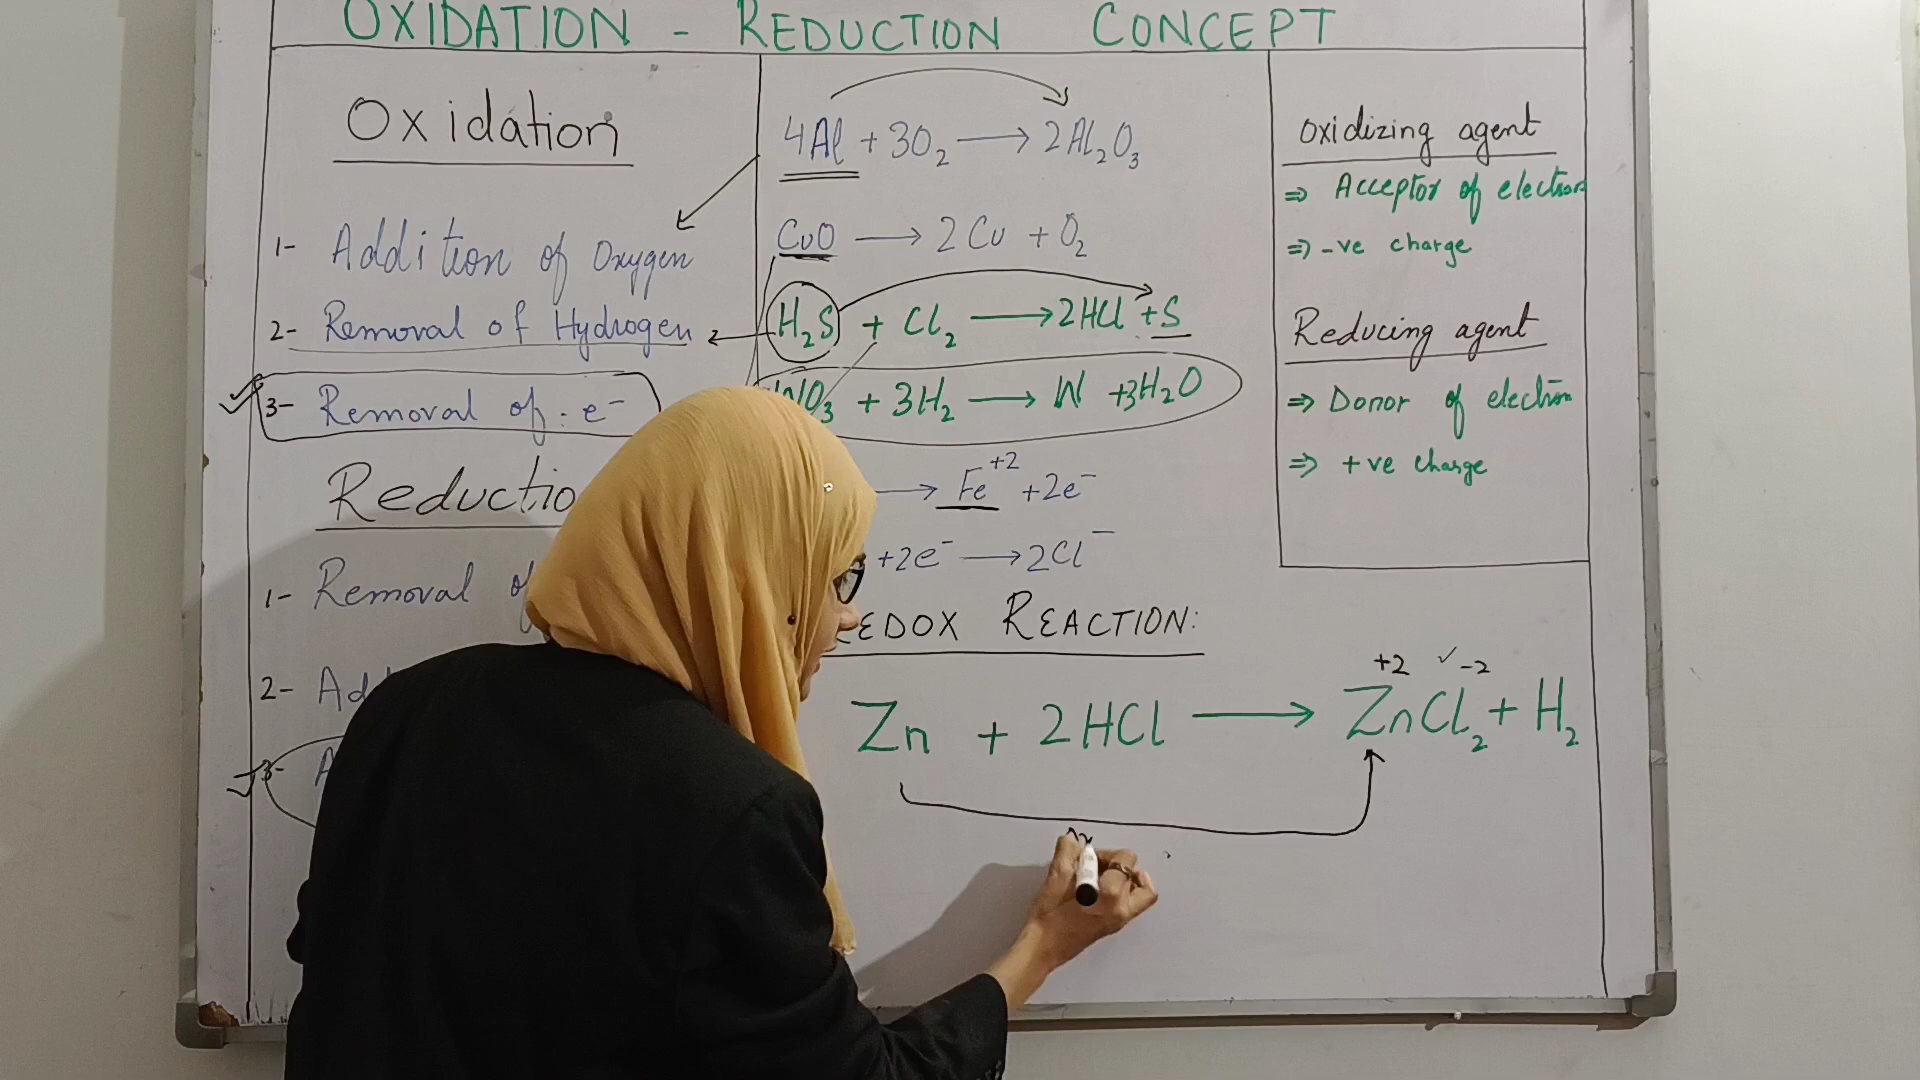 OXIDATION - REDUCTION CONCEPT
Oxidation
1- Addition of Oxygen
2- Removal of Hydrogen
3- Removal of e⁻
Reductio
1- Removal of
2- Ad
3- A
4Al + 3O₂ → 2Al₂O₃
CuO → 2Cu + O₂
H₂S + Cl₂ → 2HCl + S
WO₃ + 3H₂ → W + 3H₂O
→ Fe⁺² + 2e⁻
+2e⁻ → 2Cl⁻
EDOX REACTION:
+2 ✓ -2
Zn + 2HCl → ZnCl₂ + H₂
oxidizing agent
⇒ Acceptor of electron
⇒ -ve charge
Reducing agent
⇒ Donor of electron
⇒ +ve charge